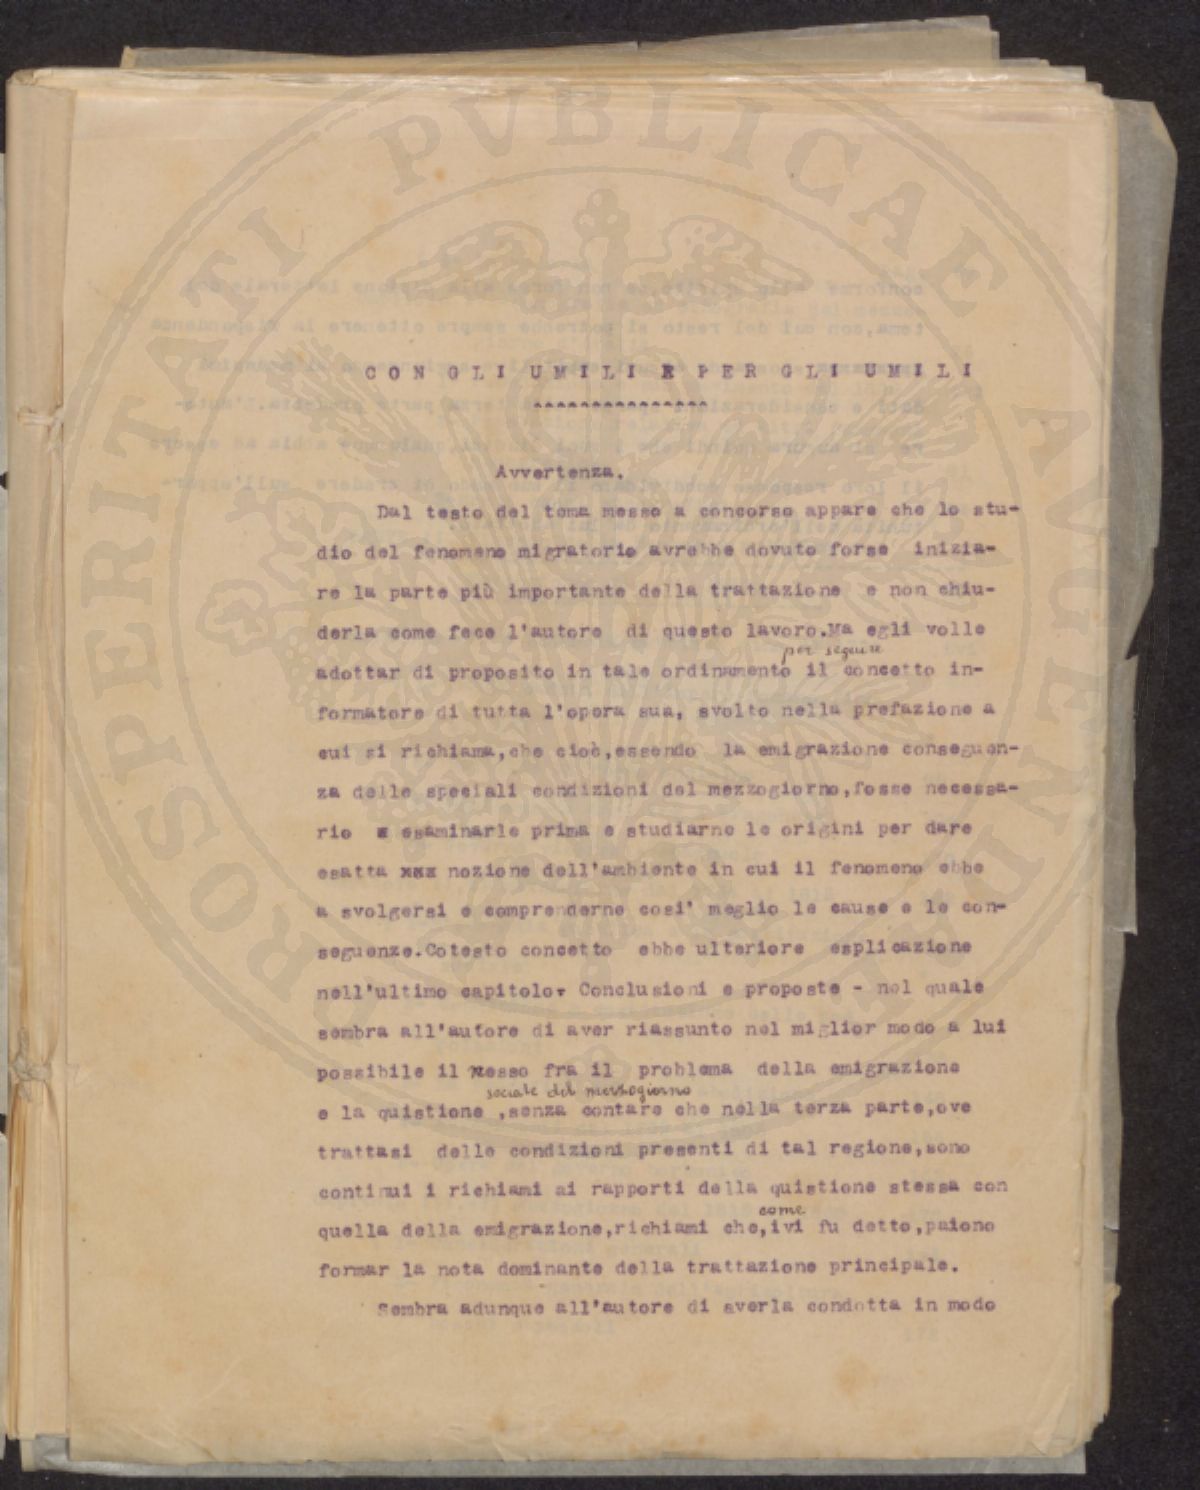 CON GLI UMILI E PER GLI UMILI
Avvertenza.
Dal testo del tema messo a concorso appare che lo stu-
dio del fenomeno migratorio avrebbe dovuto forse inizia-
re la parte più importante della trattazione e non chiu-
derla come fece l'autore di questo lavoro.Ma egli volle
per seguire
adottar di proposito in tale ordinamento il concetto in-
formatore di tutta l'opera sua, svolto nella prefazione a
cui si richiama,che cioè,essendo la emigrazione conseguen-
za delle speciali condizioni del mezzogiorno,fosse necessa-
rio esaminarle prima e studiarne le origini per dare
esatta xxx nozione dell'ambiente in cui il fenomeno ebbe
a svolgersi e comprenderne cosi' meglio le cause e le con-
seguenze.Cotesto concetto ebbe ulteriore esplicazione
nell'ultimo capitolo- Conclusioni e proposte - nel quale
sembra all'autore di aver riassunto nel miglior modo a lui
possibile il nesso fra il problema della emigrazione
sociale del mezzogiorno
e la quistione ,senza contare che nella terza parte,ove
trattasi delle condizioni presenti di tal regione,sono
continui i richiami ai rapporti della quistione stessa con
come
quella della emigrazione,richiami che,ivi fu detto,paiono
formar la nota dominante della trattazione principale.
Sembra adunque all'autore di averla condotta in modo
PROSPERITATI PVBLICAE AVGENDAE